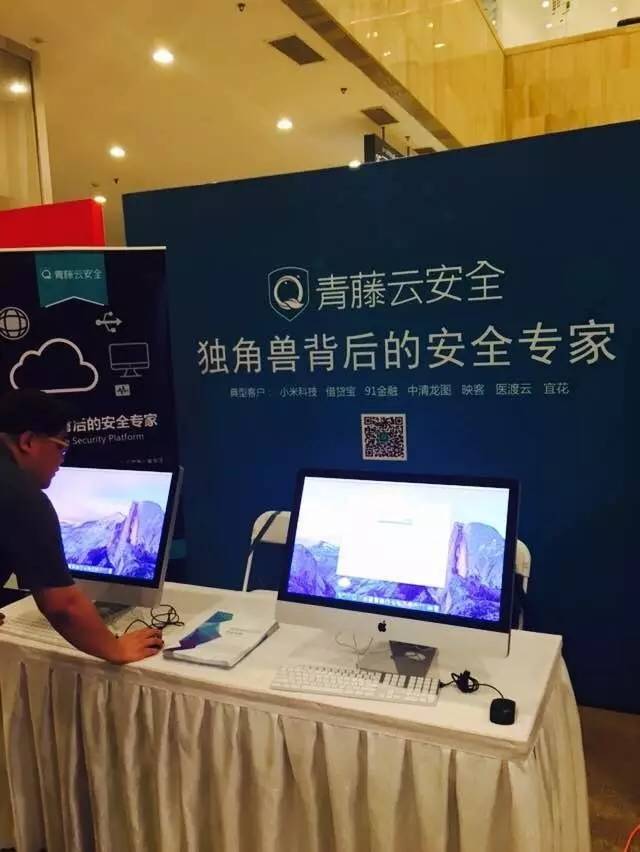 青藤云安全
独角兽背后的安全专家
典型客户： 小米科技 借贷宝 91金融 中清龙图 映客 医渡云 宜花
青藤云安全
后的安全专家
Security Platform